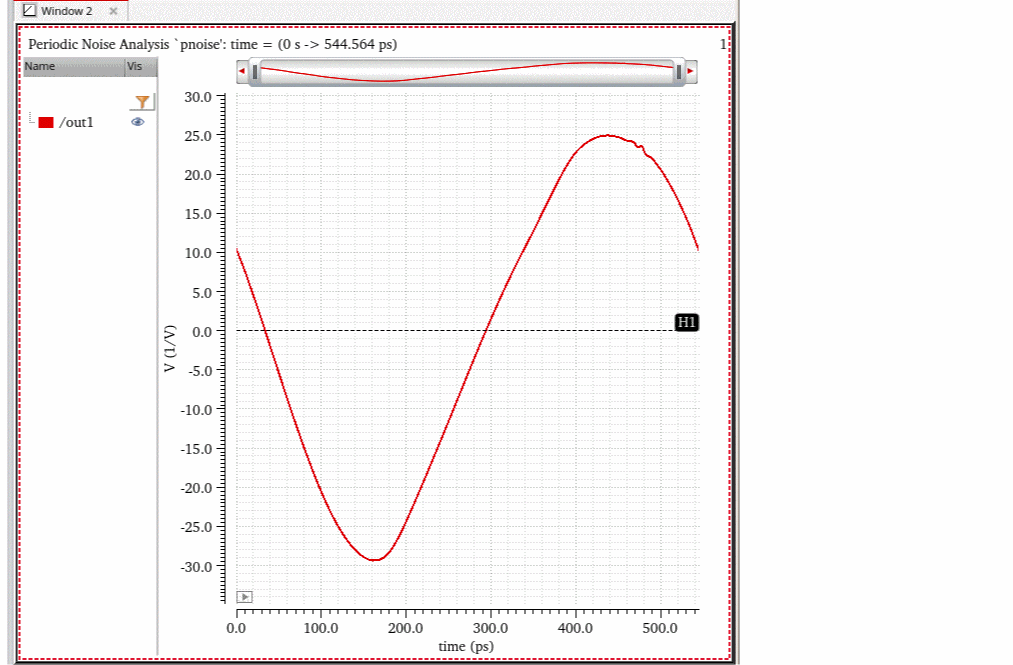 Window 2
Periodic Noise Analysis `pnoise': time = (0 s -> 544.564 ps)
1
Name Vis
/out1
30.0
25.0
20.0
15.0
10.0
5.0
0.0
-5.0
-10.0
-15.0
-20.0
-25.0
-30.0
V (1/V)
H1
0.0 100.0 200.0 300.0 400.0 500.0
time (ps)